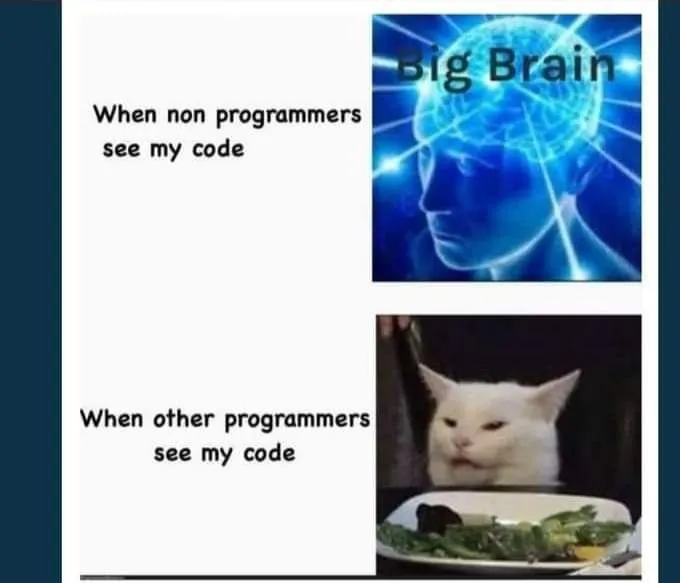 Big Brain
When non programmers
see my code
When other programmers
see my code